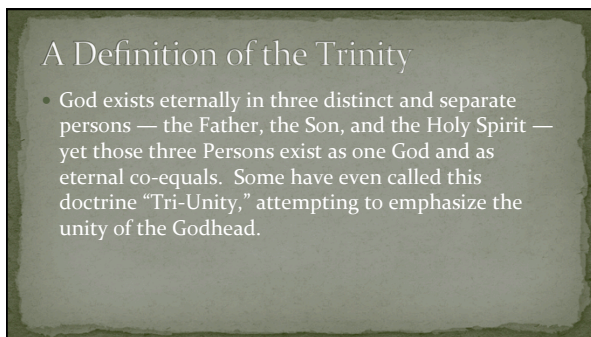 A Definition of the Trinity
• God exists eternally in three distinct and separate
persons — the Father, the Son, and the Holy Spirit —
yet those three Persons exist as one God and as
eternal co-equals.  Some have even called this
doctrine “Tri-Unity,” attempting to emphasize the
unity of the Godhead.